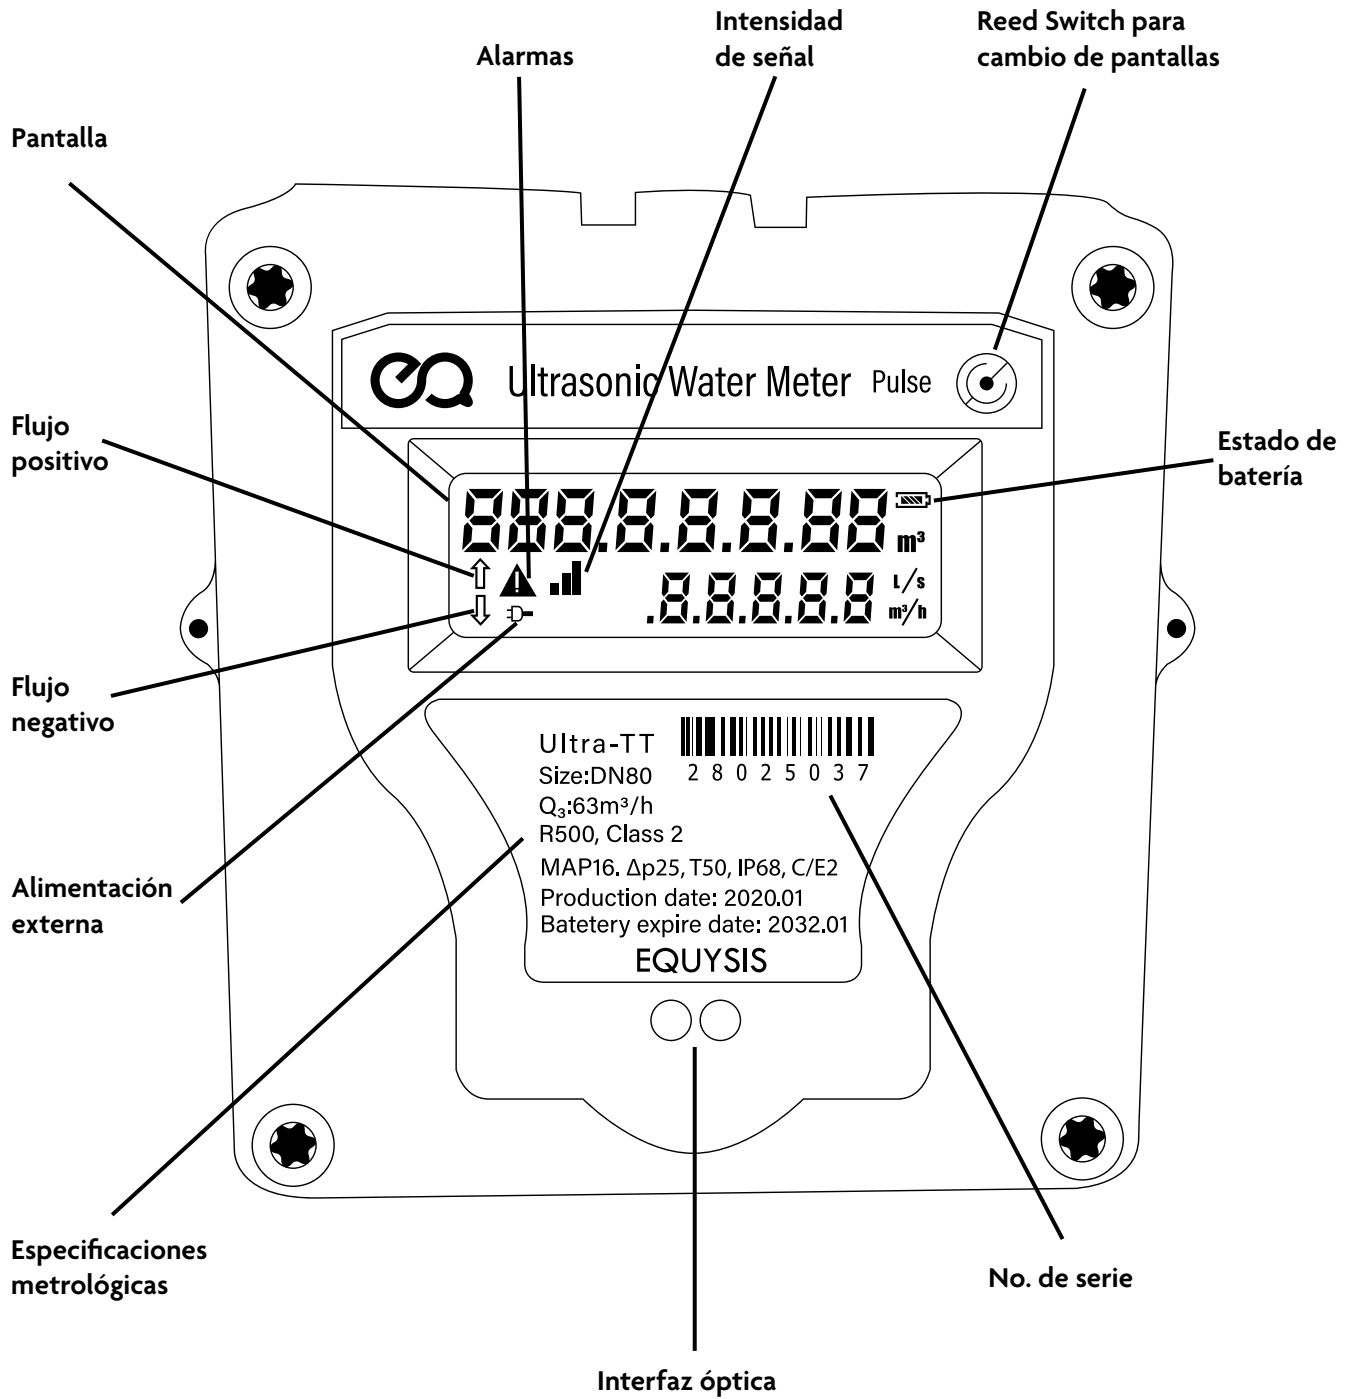 Intensidad
de señal
Reed Switch para
cambio de pantallas
Alarmas
Pantalla
eQ Ultrasonic Water Meter Pulse
Flujo
positivo
Estado de
batería
888.8.8.8.88 m³
.8.8.8.8.8 L/s
m³/h
Flujo
negativo
Ultra-TT
Size:DN80
28025037
Q₃:63m³/h
R500, Class 2
MAP16. Δp25, T50, IP68, C/E2
Production date: 2020.01
Batetery expire date: 2032.01
EQUYSIS
Alimentación
externa
Especificaciones
metrológicas
No. de serie
Interfaz óptica